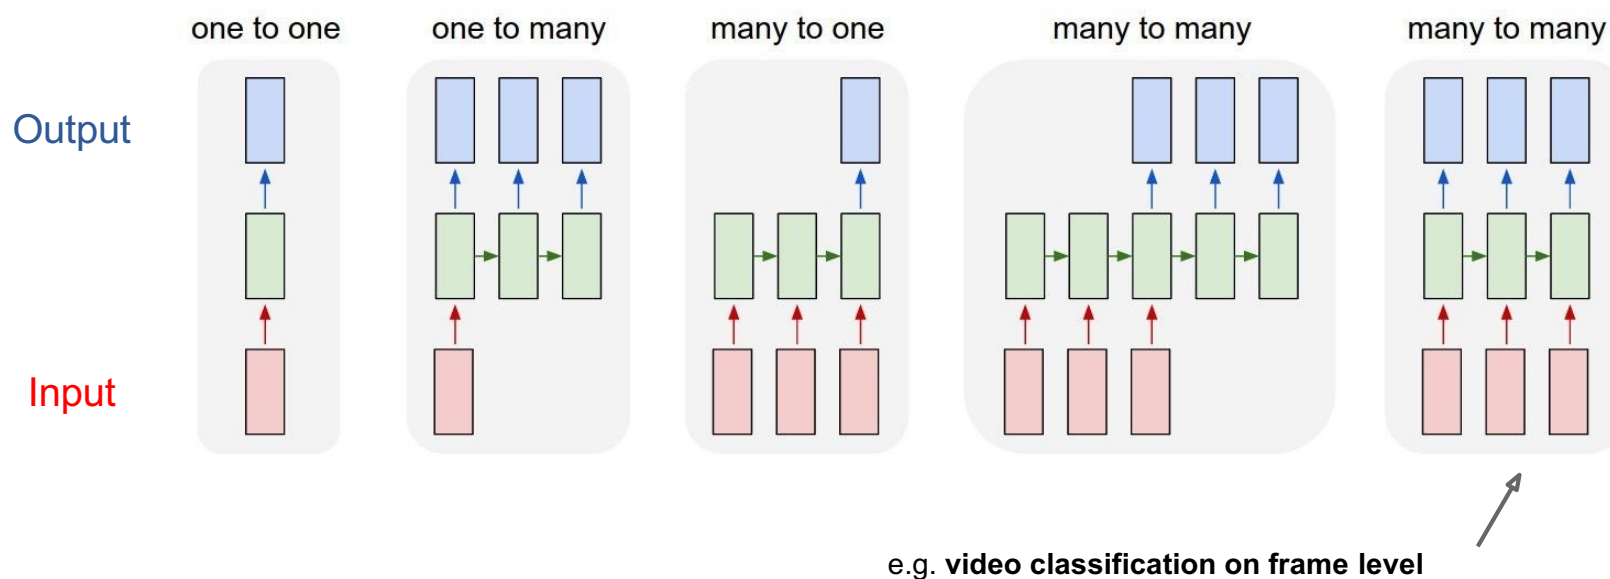 one to one
one to many
many to one
many to many
many to many
Output
Input
e.g. video classification on frame level